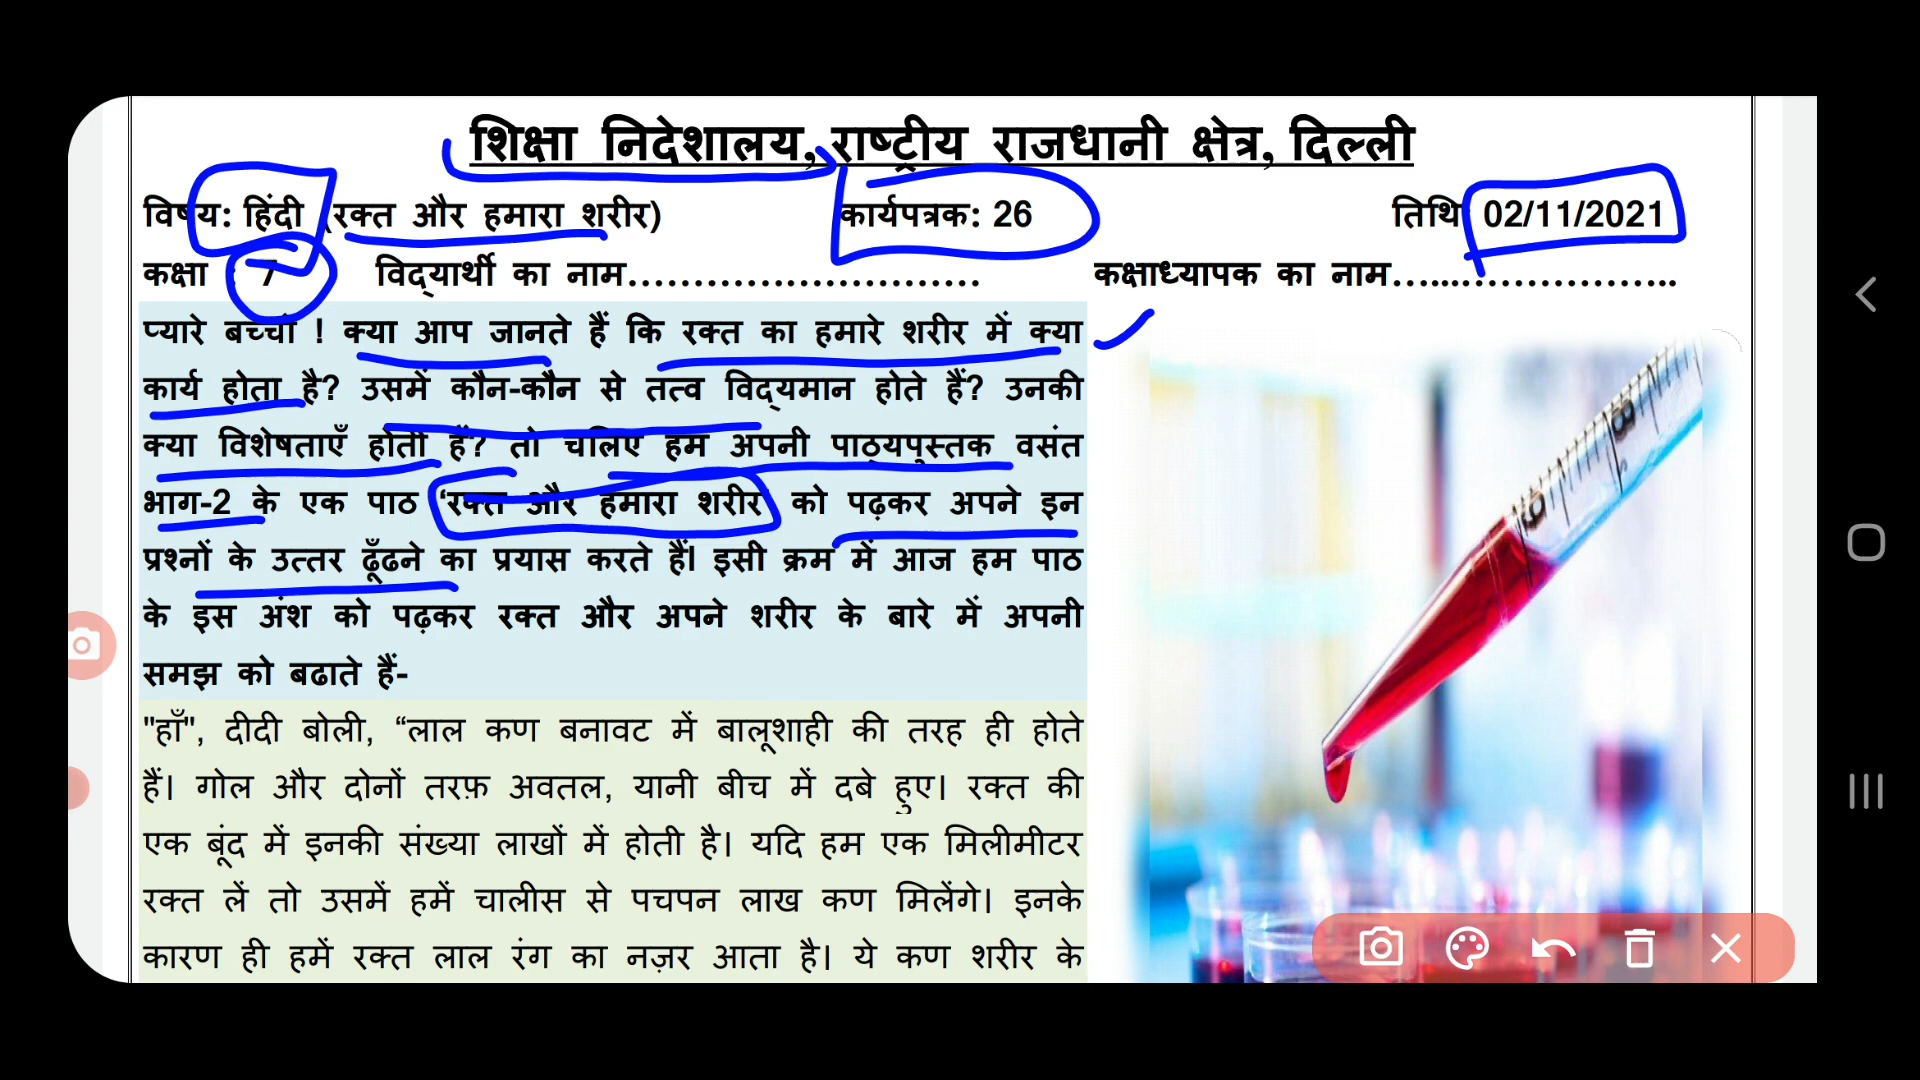 शिक्षा निदेशालय, राष्ट्रीय राजधानी क्षेत्र, दिल्ली
विषय: हिंदी (रक्त और हमारा शरीर) कार्यपत्रक: 26 तिथि 02/11/2021
कक्षा : 7 विद्यार्थी का नाम........................... कक्षाध्यापक का नाम.......................
प्यारे बच्चों ! क्या आप जानते हैं कि रक्त का हमारे शरीर में क्या
कार्य होता है? उसमें कौन-कौन से तत्व विद्यमान होते हैं? उनकी
क्या विशेषताएँ होती हैं? तो चलिए हम अपनी पाठ्यपुस्तक वसंत
भाग-2 के एक पाठ ‘रक्त और हमारा शरीर’ को पढ़कर अपने इन
प्रश्नों के उत्तर ढूँढने का प्रयास करते हैं। इसी क्रम में आज हम पाठ
के इस अंश को पढ़कर रक्त और अपने शरीर के बारे में अपनी
समझ को बढाते हैं-
"हाँ", दीदी बोली, “लाल कण बनावट में बालूशाही की तरह ही होते
हैं। गोल और दोनों तरफ़ अवतल, यानी बीच में दबे हुए। रक्त की
एक बूंद में इनकी संख्या लाखों में होती है। यदि हम एक मिलीमीटर
रक्त लें तो उसमें हमें चालीस से पचपन लाख कण मिलेंगे। इनके
कारण ही हमें रक्त लाल रंग का नज़र आता है। ये कण शरीर के